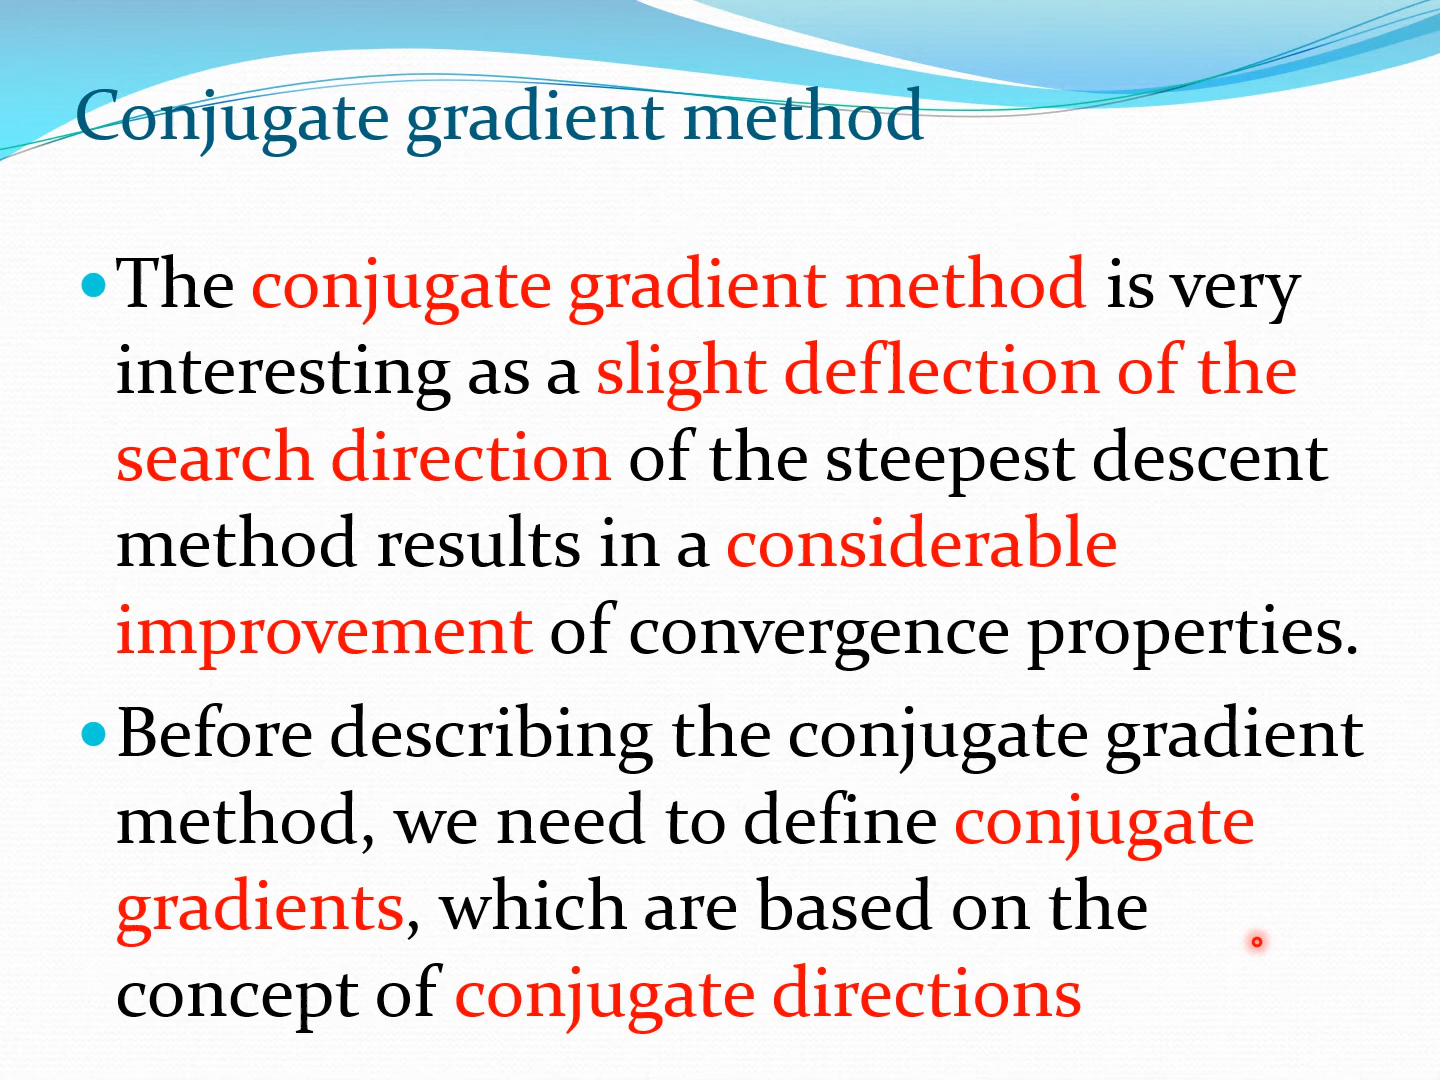 Conjugate gradient method
•The conjugate gradient method is very
interesting as a slight deflection of the
search direction of the steepest descent
method results in a considerable
improvement of convergence properties.
•Before describing the conjugate gradient
method, we need to define conjugate
gradients, which are based on the
concept of conjugate directions